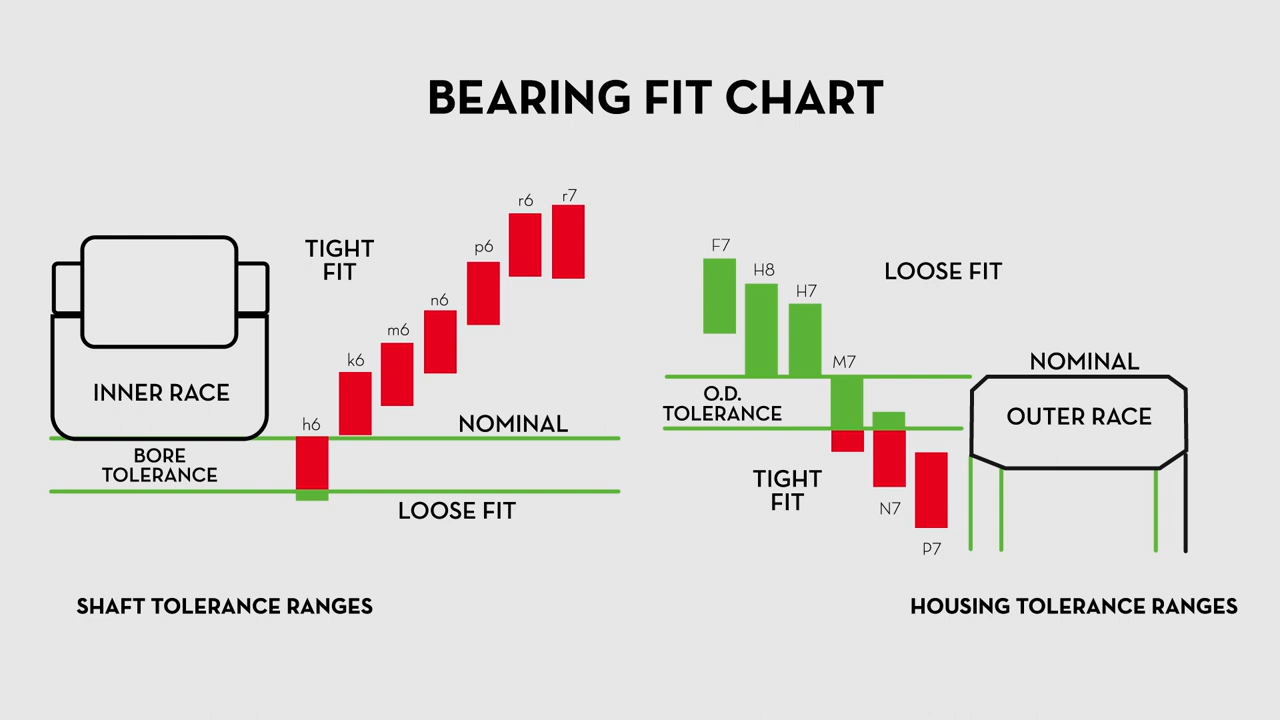 BEARING FIT CHART
TIGHT
FIT
h6
k6
m6
n6
p6
r6
r7
INNER RACE
NOMINAL
BORE
TOLERANCE
LOOSE FIT
SHAFT TOLERANCE RANGES
F7
H8
H7
M7
N7
P7
LOOSE FIT
NOMINAL
O.D.
TOLERANCE
OUTER RACE
TIGHT
FIT
HOUSING TOLERANCE RANGES